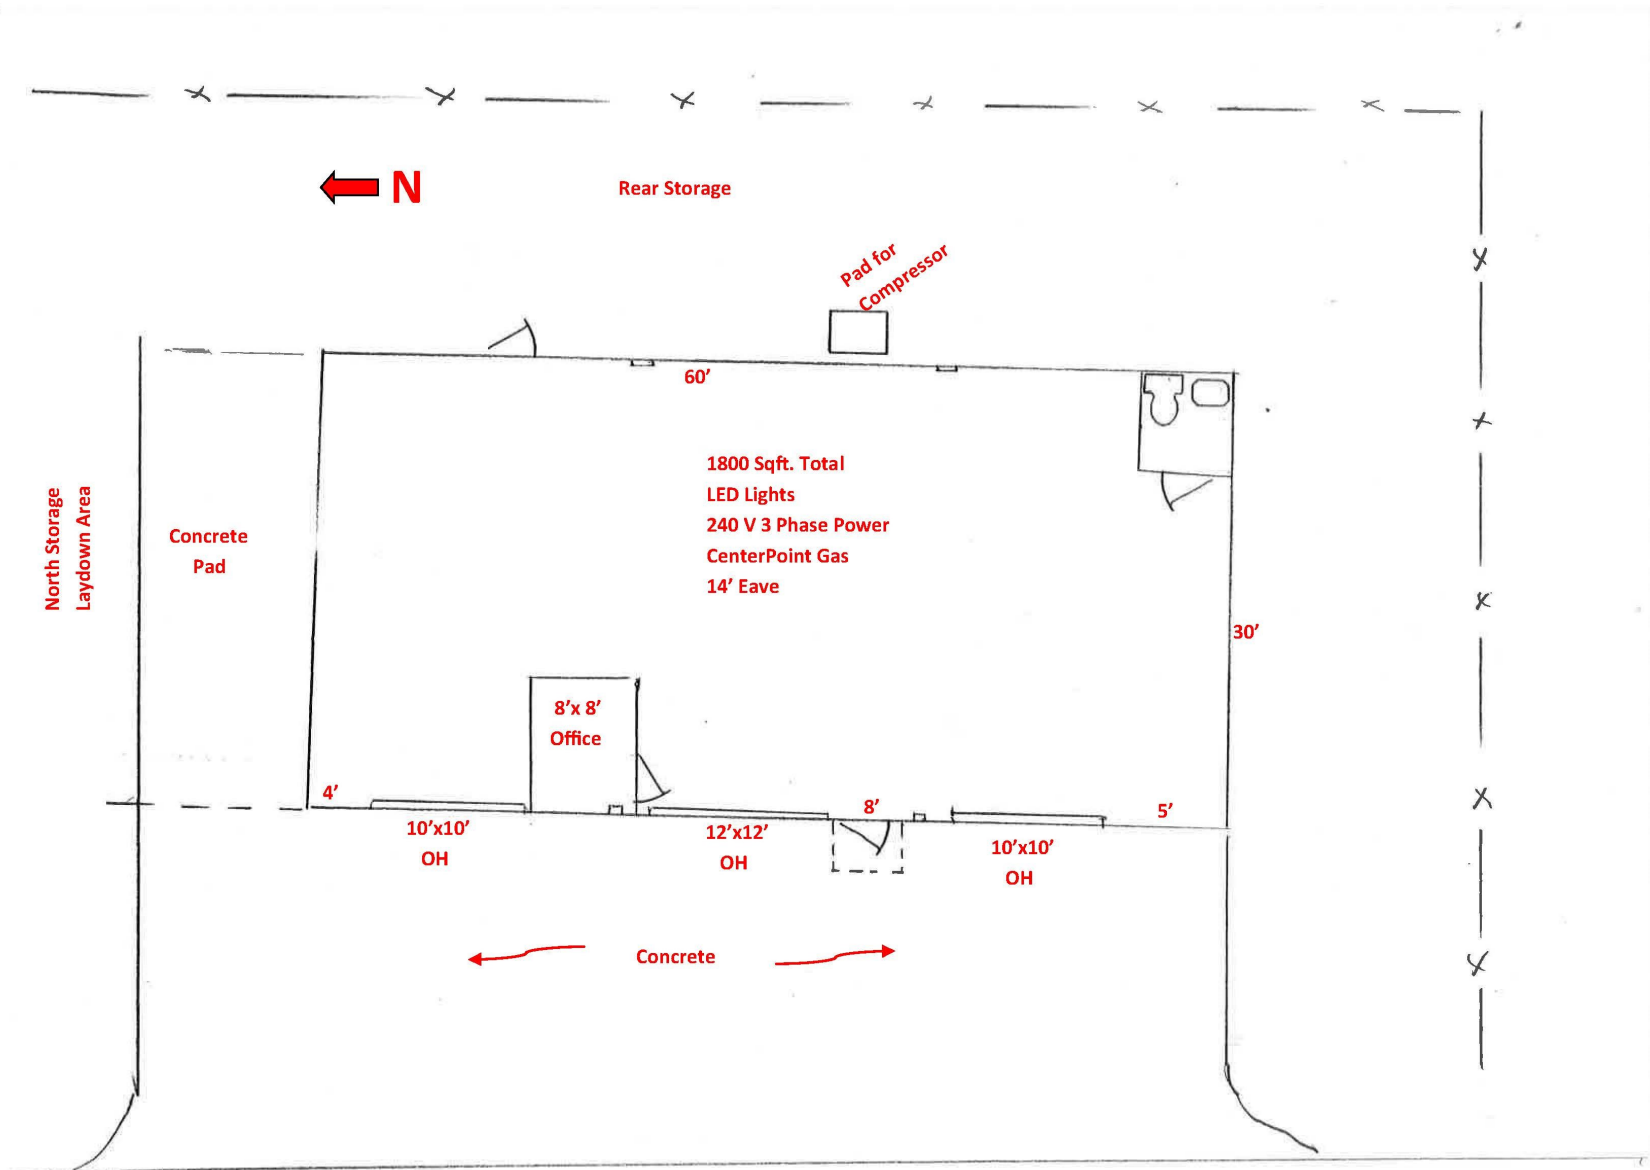 N
Rear Storage
Pad for
Compressor
60’
1800 Sqft. Total
LED Lights
240 V 3 Phase Power
CenterPoint Gas
14’ Eave
North Storage
Laydown Area
Concrete
Pad
30’
8’x 8’
Office
4’
10’x10’
OH
12’x12’
OH
8’
10’x10’
OH
5’
Concrete